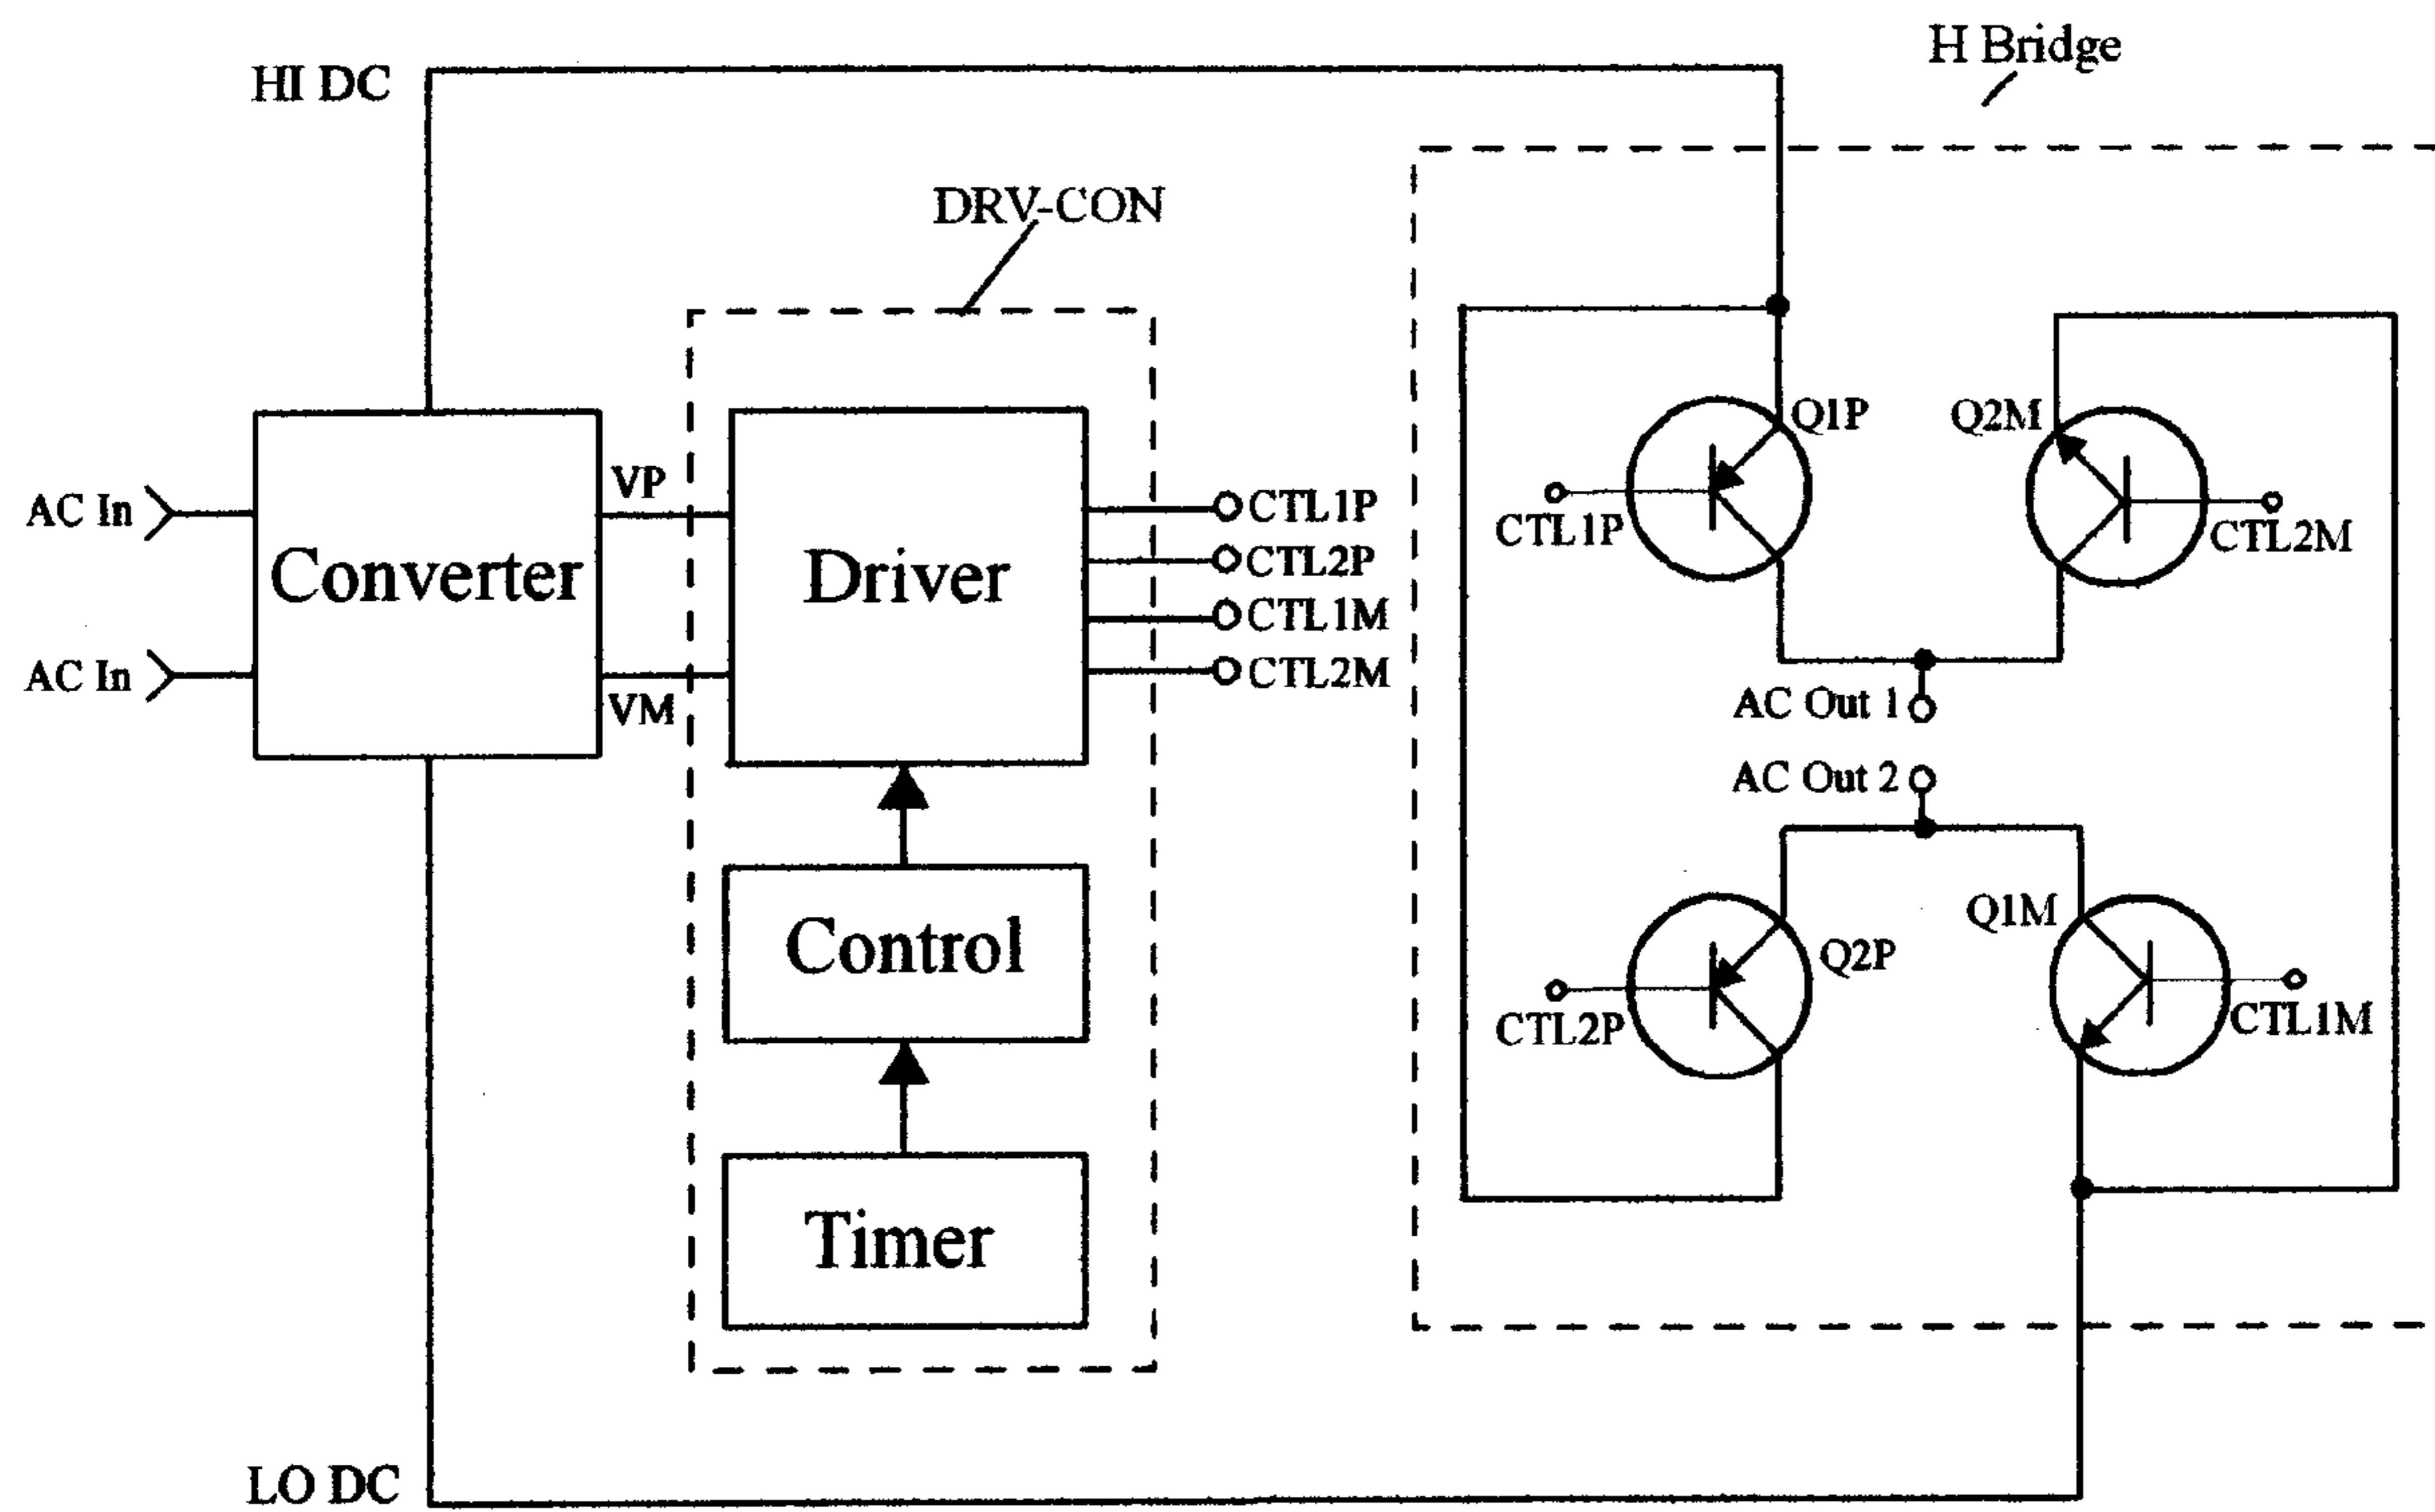 H Bridge
HI DC
DRV-CON
Q1P
Q2M
VP
AC In
CTL1P
CTL1P
CTL2M
Converter
Driver
CTL2P
CTL1M
AC In
CTL2M
VM
AC Out 1
AC Out 2
Control
Q1M
Q2P
CTL2P
CTL1M
Timer
LO DC